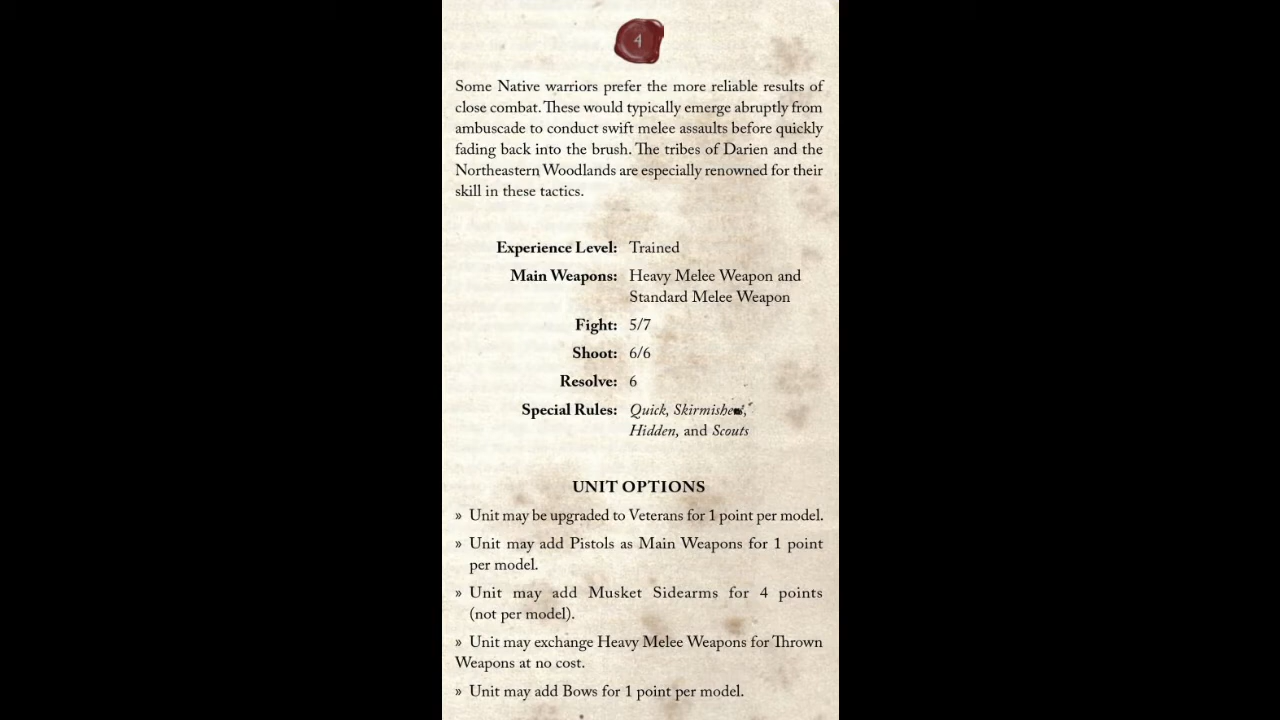 4
Some Native warriors prefer the more reliable results of
close combat. These would typically emerge abruptly from
ambuscade to conduct swift melee assaults before quickly
fading back into the brush. The tribes of Darien and the
Northeastern Woodlands are especially renowned for their
skill in these tactics.
Experience Level: Trained
Main Weapons: Heavy Melee Weapon and
Standard Melee Weapon
Fight: 5/7
Shoot: 6/6
Resolve: 6
Special Rules: Quick, Skirmishers,
Hidden, and Scouts
UNIT OPTIONS
» Unit may be upgraded to Veterans for 1 point per model.
» Unit may add Pistols as Main Weapons for 1 point
per model.
» Unit may add Musket Sidearms for 4 points
(not per model).
» Unit may exchange Heavy Melee Weapons for Thrown
Weapons at no cost.
» Unit may add Bows for 1 point per model.